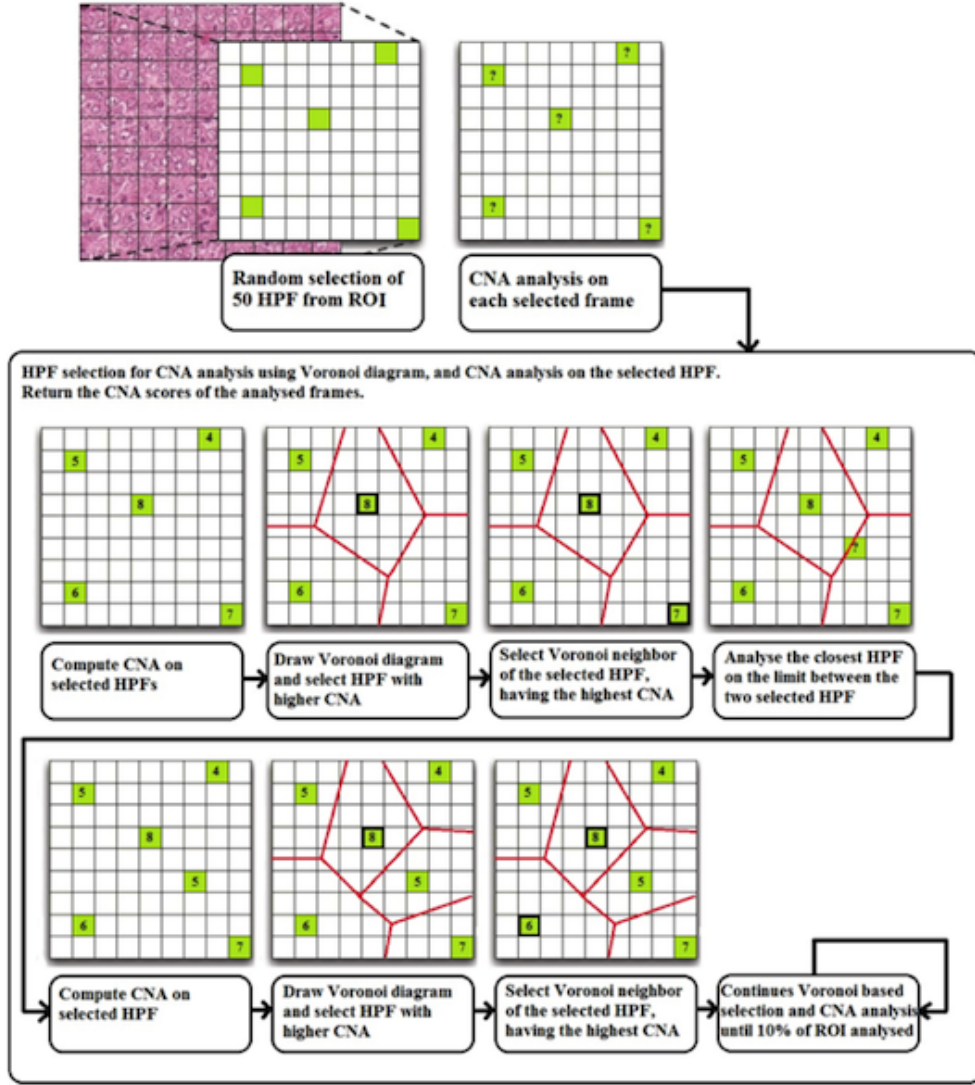 ? ? ? ? ?
Random selection of
50 HPF from ROI
CNA analysis on
each selected frame
HPF selection for CNA analysis using Voronoi diagram, and CNA analysis on the selected HPF.
Return the CNA scores of the analysed frames.
4
5
8
6
7
4
5
8
6
7
4
5
8
6
7
4
5
8
?
6
7
Compute CNA on
selected HPFs
Draw Voronoi diagram
and select HPF with
higher CNA
Select Voronoi neighbor
of the selected HPF,
having the highest CNA
Analyse the closest HPF
on the limit between the
two selected HPF
4
5
8
5
6
7
4
5
8
5
6
7
4
5
8
5
6
7
Compute CNA on
selected HPF
Draw Voronoi diagram
and select HPF with
higher CNA
Select Voronoi neighbor
of the selected HPF,
having the highest CNA
Continues Voronoi based
selection and CNA analysis
until 10% of ROI analysed